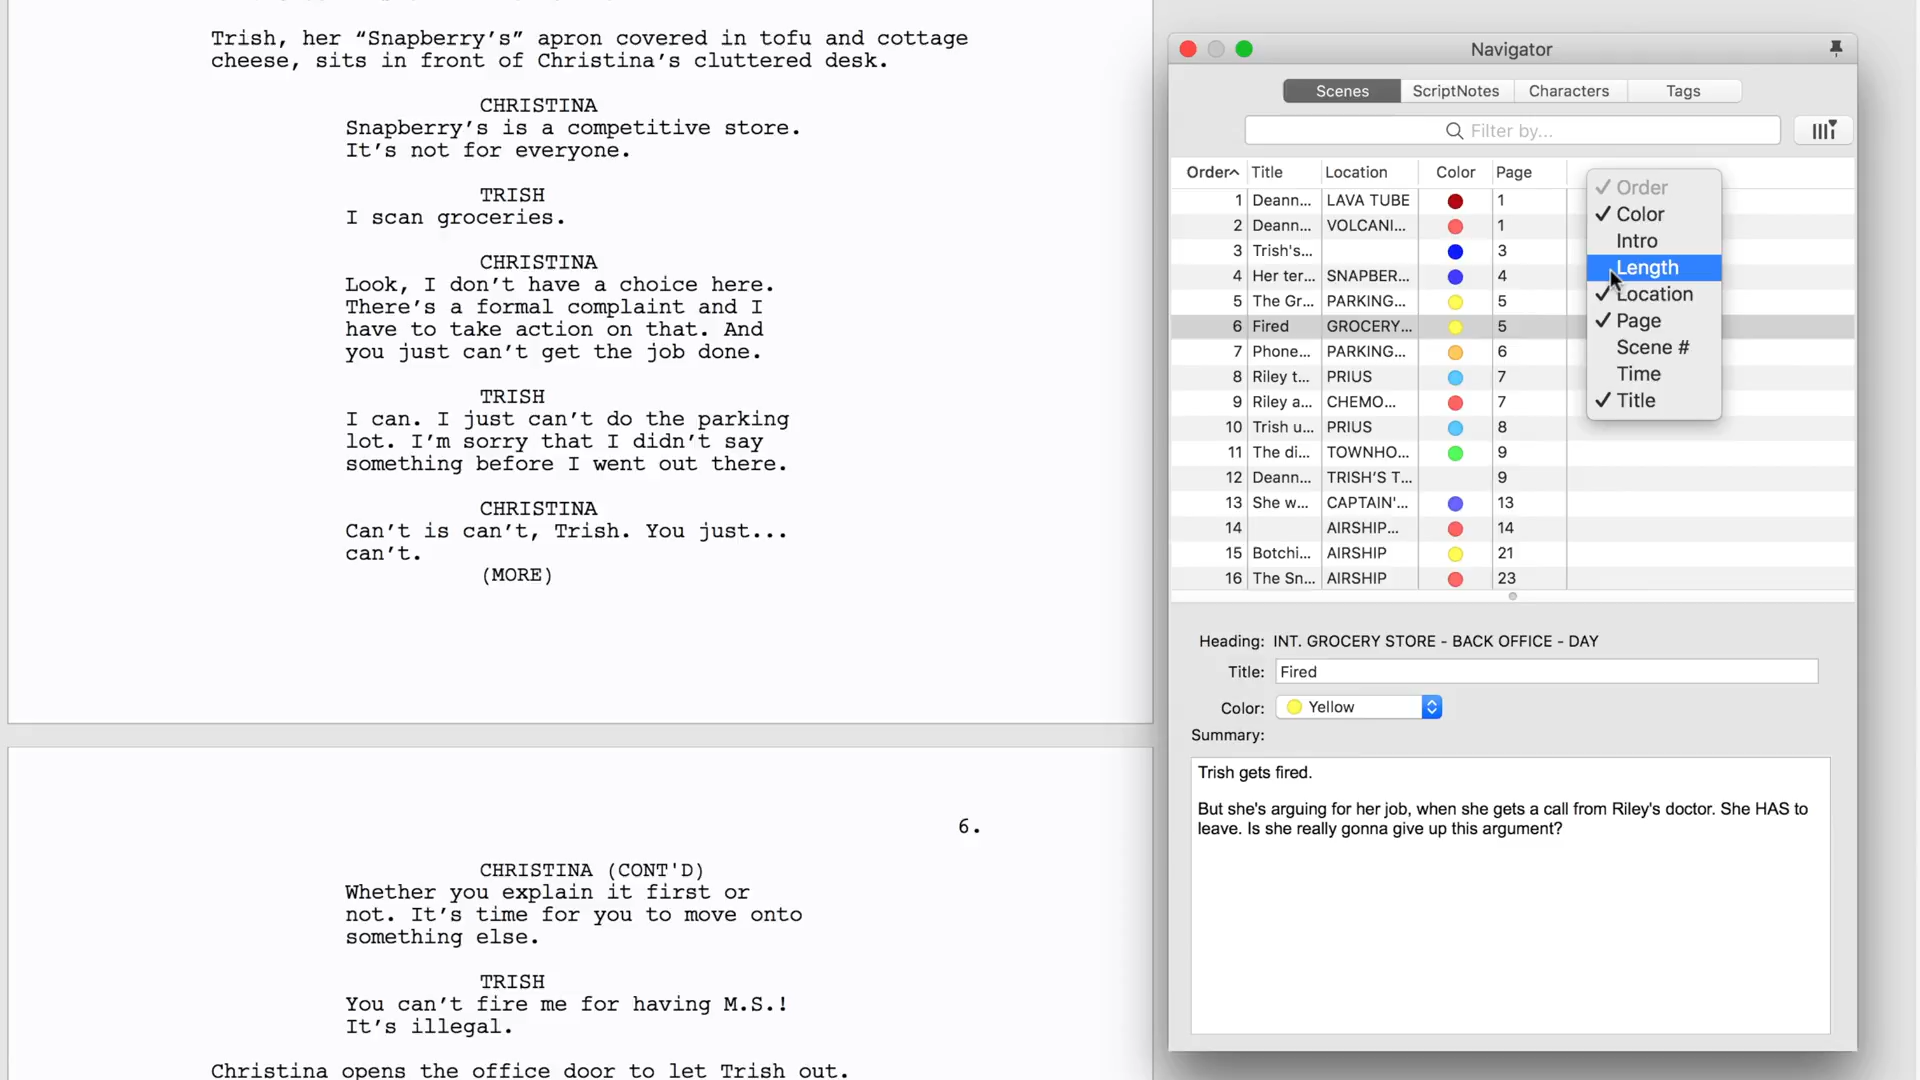 Trish, her “Snapberry’s” apron covered in tofu and cottage
cheese, sits in front of Christina’s cluttered desk.
CHRISTINA
Snapberry’s is a competitive store.
It’s not for everyone.
TRISH
I scan groceries.
CHRISTINA
Look, I don’t have a choice here.
There’s a formal complaint and I
have to take action on that. And
you just can’t get the job done.
TRISH
I can. I just can’t do the parking
lot. I’m sorry that I didn’t say
something before I went out there.
CHRISTINA
Can’t is can’t, Trish. You just...
can’t.
(MORE)
6.
CHRISTINA (CONT'D)
Whether you explain it first or
not. It’s time for you to move onto
something else.
TRISH
You can’t fire me for having M.S.!
It’s illegal.
Christina opens the office door to let Trish out.
Navigator
Scenes ScriptNotes Characters Tags
Filter by...
Order Title Location Color Page
1 Deann... LAVA TUBE 1
2 Deann... VOLCANI... 1
3 Trish's... 3
4 Her ter... SNAPBER... 4
5 The Gr... PARKING... 5
6 Fired GROCERY... 5
7 Phone... PARKING... 6
8 Riley t... PRIUS 7
9 Riley a... CHEMO... 7
10 Trish u... PRIUS 8
11 The di... TOWNHO... 9
12 Deann... TRISH’S T... 9
13 She w... CAPTAIN'... 13
14 AIRSHIP... 14
15 Botchi... AIRSHIP 21
16 The Sn... AIRSHIP 23
✓ Order
✓ Color
Intro
Length
✓ Location
✓ Page
Scene #
Time
✓ Title
Heading: INT. GROCERY STORE - BACK OFFICE - DAY
Title: Fired
Color: Yellow
Summary:
Trish gets fired.
But she's arguing for her job, when she gets a call from Riley's doctor. She HAS to
leave. Is she really gonna give up this argument?